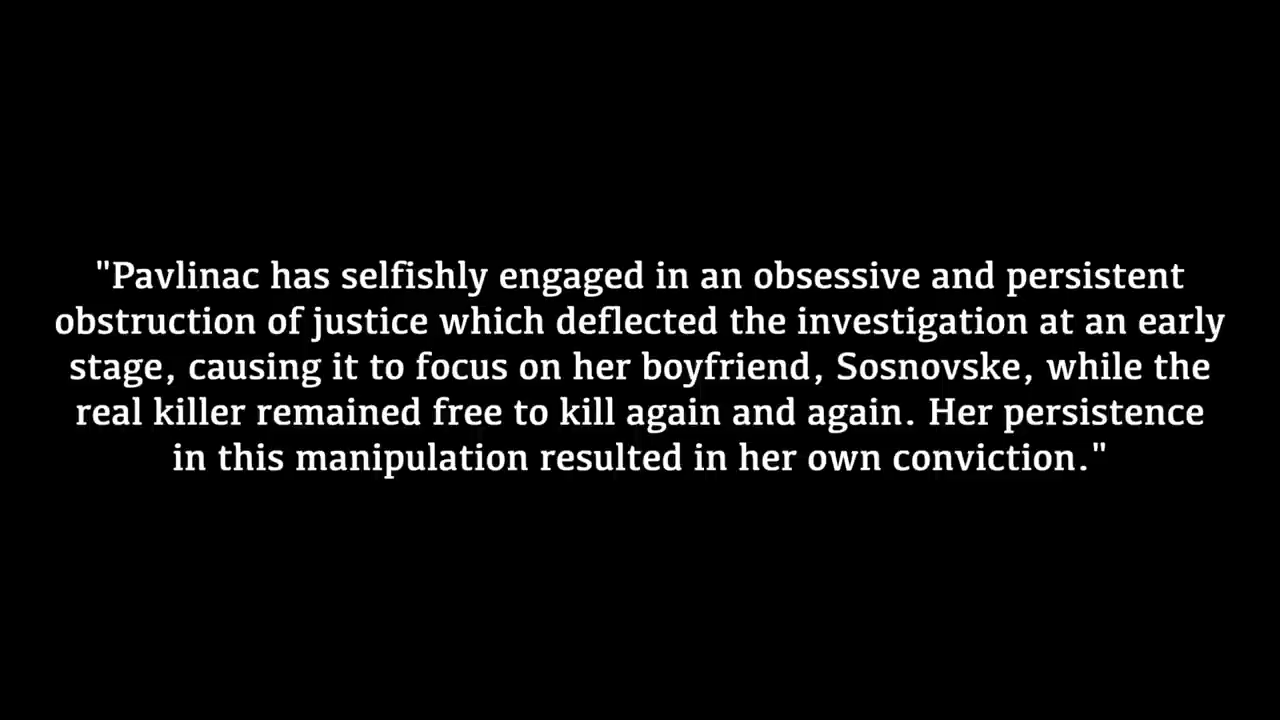 "Pavlinac has selfishly engaged in an obsessive and persistent
obstruction of justice which deflected the investigation at an early
stage, causing it to focus on her boyfriend, Sosnovske, while the
real killer remained free to kill again and again. Her persistence
in this manipulation resulted in her own conviction."